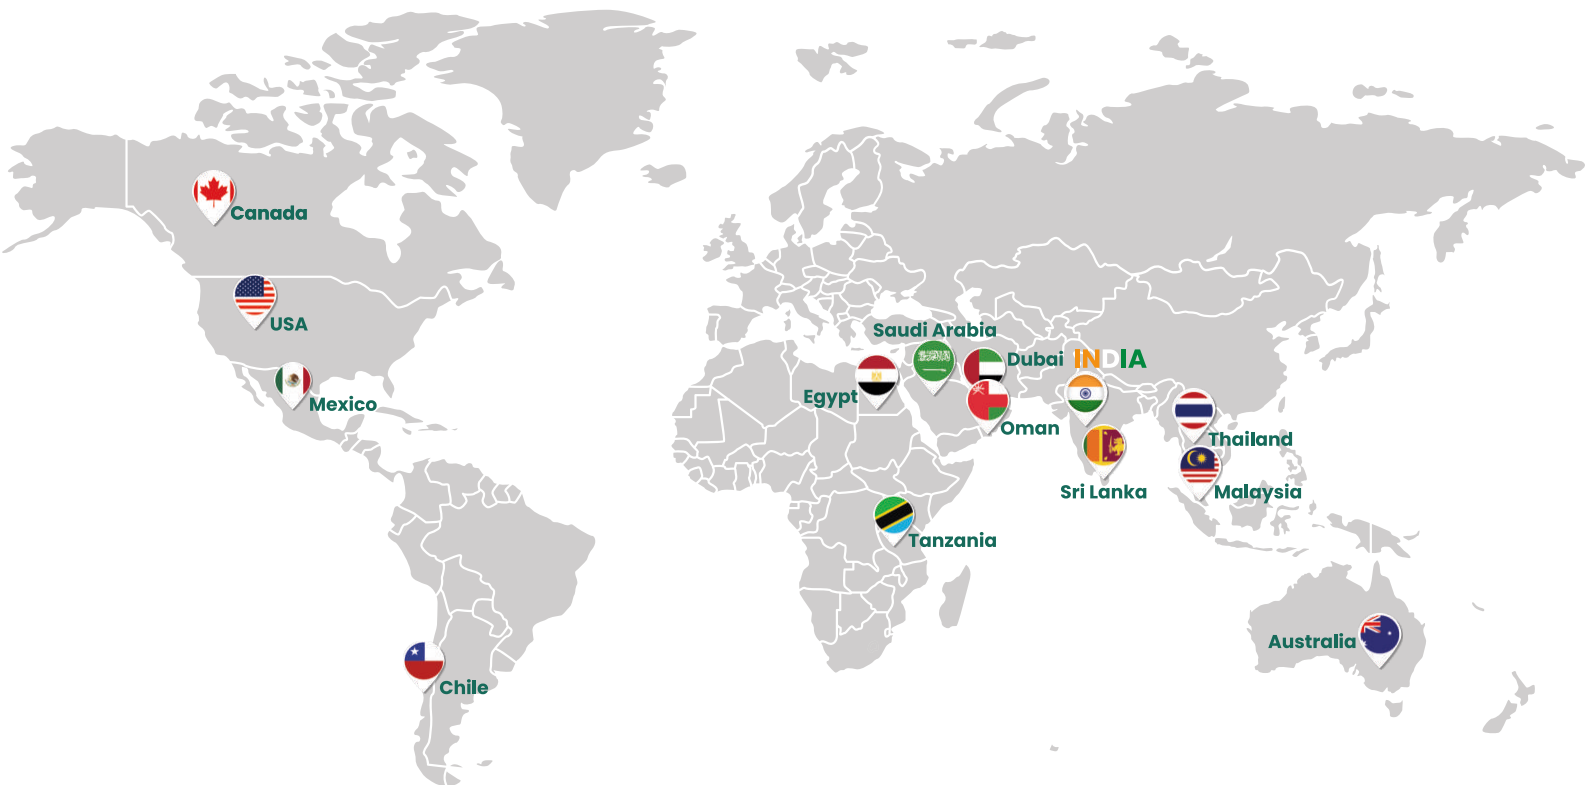 Canada
USA
Mexico
Chile
Saudi Arabia
Egypt
Dubai
Oman
INDIA
Sri Lanka
Thailand
Malaysia
Tanzania
Australia